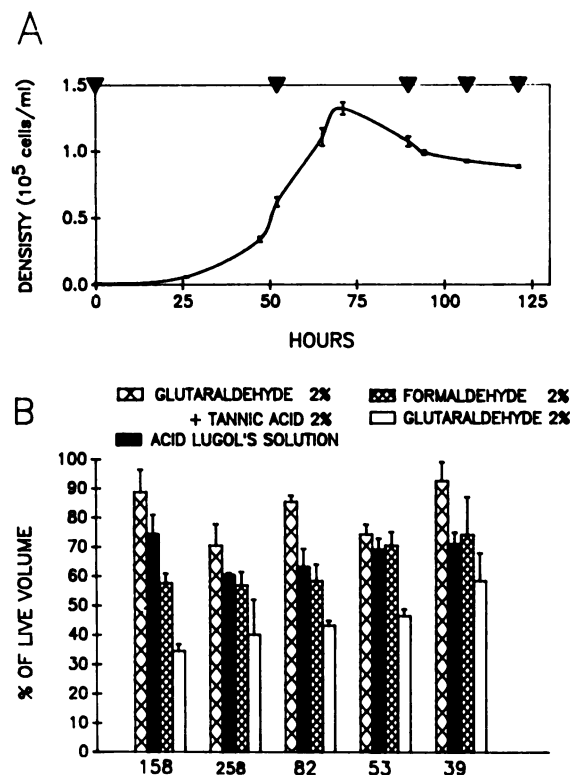 A
1.5
1.0
0.5
0.0
DENSISTY (10⁵ cells/ml)
0 25 50 75 100 125
HOURS
B
GLUTARALDEHYDE 2%
+ TANNIC ACID 2%
ACID LUGOL'S SOLUTION
FORMALDEHYDE 2%
GLUTARALDEHYDE 2%
100
90
80
70
60
50
40
30
20
10
0
% OF LIVE VOLUME
158 258 82 53 39